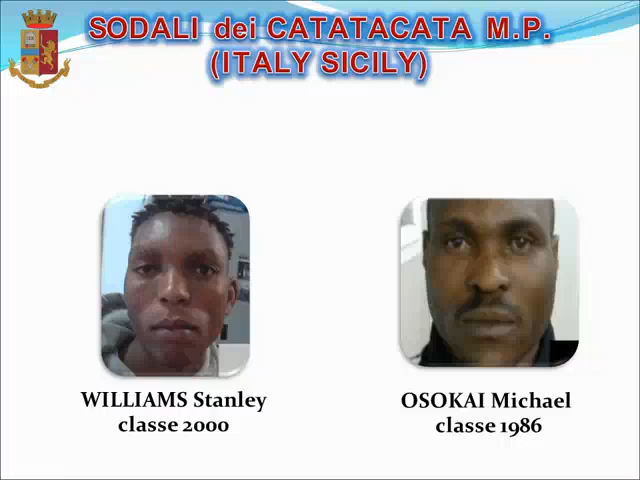 SODALI dei CATATACATA M.P.
(ITALY SICILY)
WILLIAMS Stanley
classe 2000
OSOKAI Michael
classe 1986